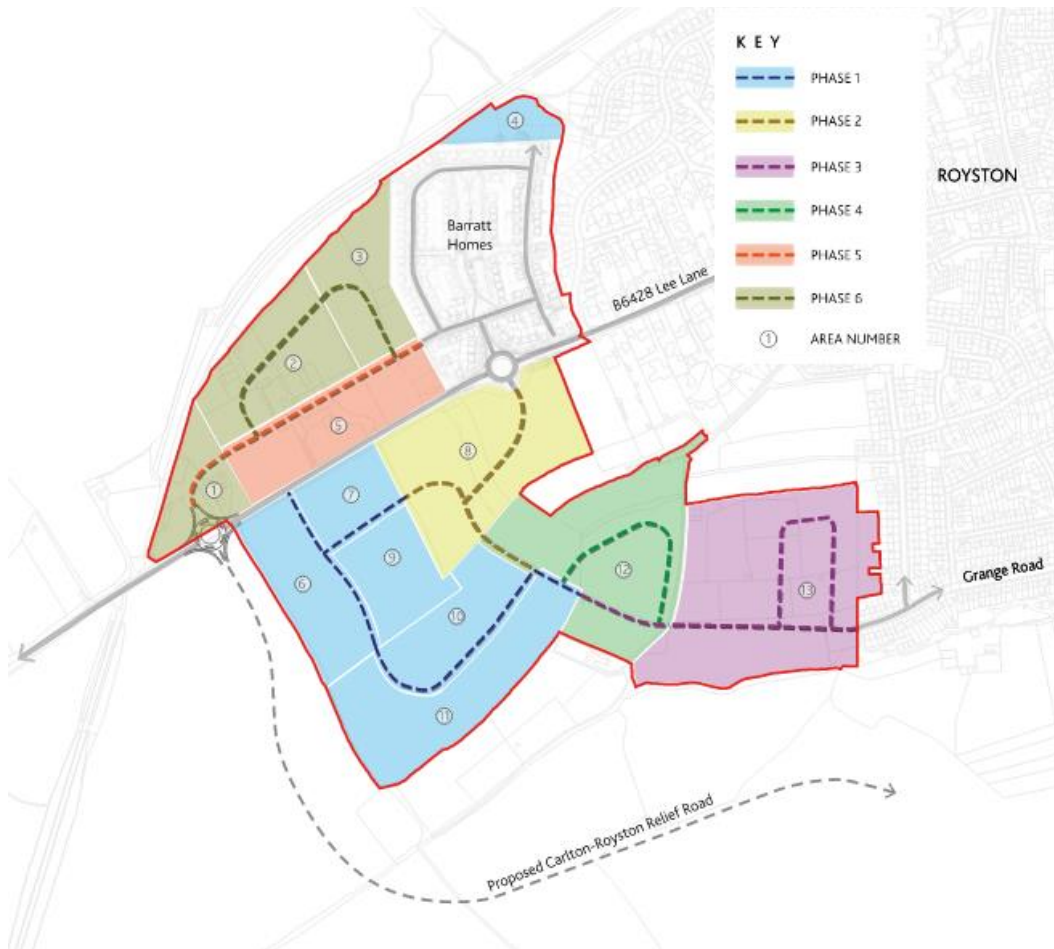 KEY
PHASE 1
PHASE 2
PHASE 3
PHASE 4
PHASE 5
PHASE 6
1 AREA NUMBER
ROYSTON
4
Barratt
Homes
3
B6428 Lee Lane
2
5
8
1
7
9
6
12
Grange Road
13
10
11
Proposed Carlton-Royston Relief Road